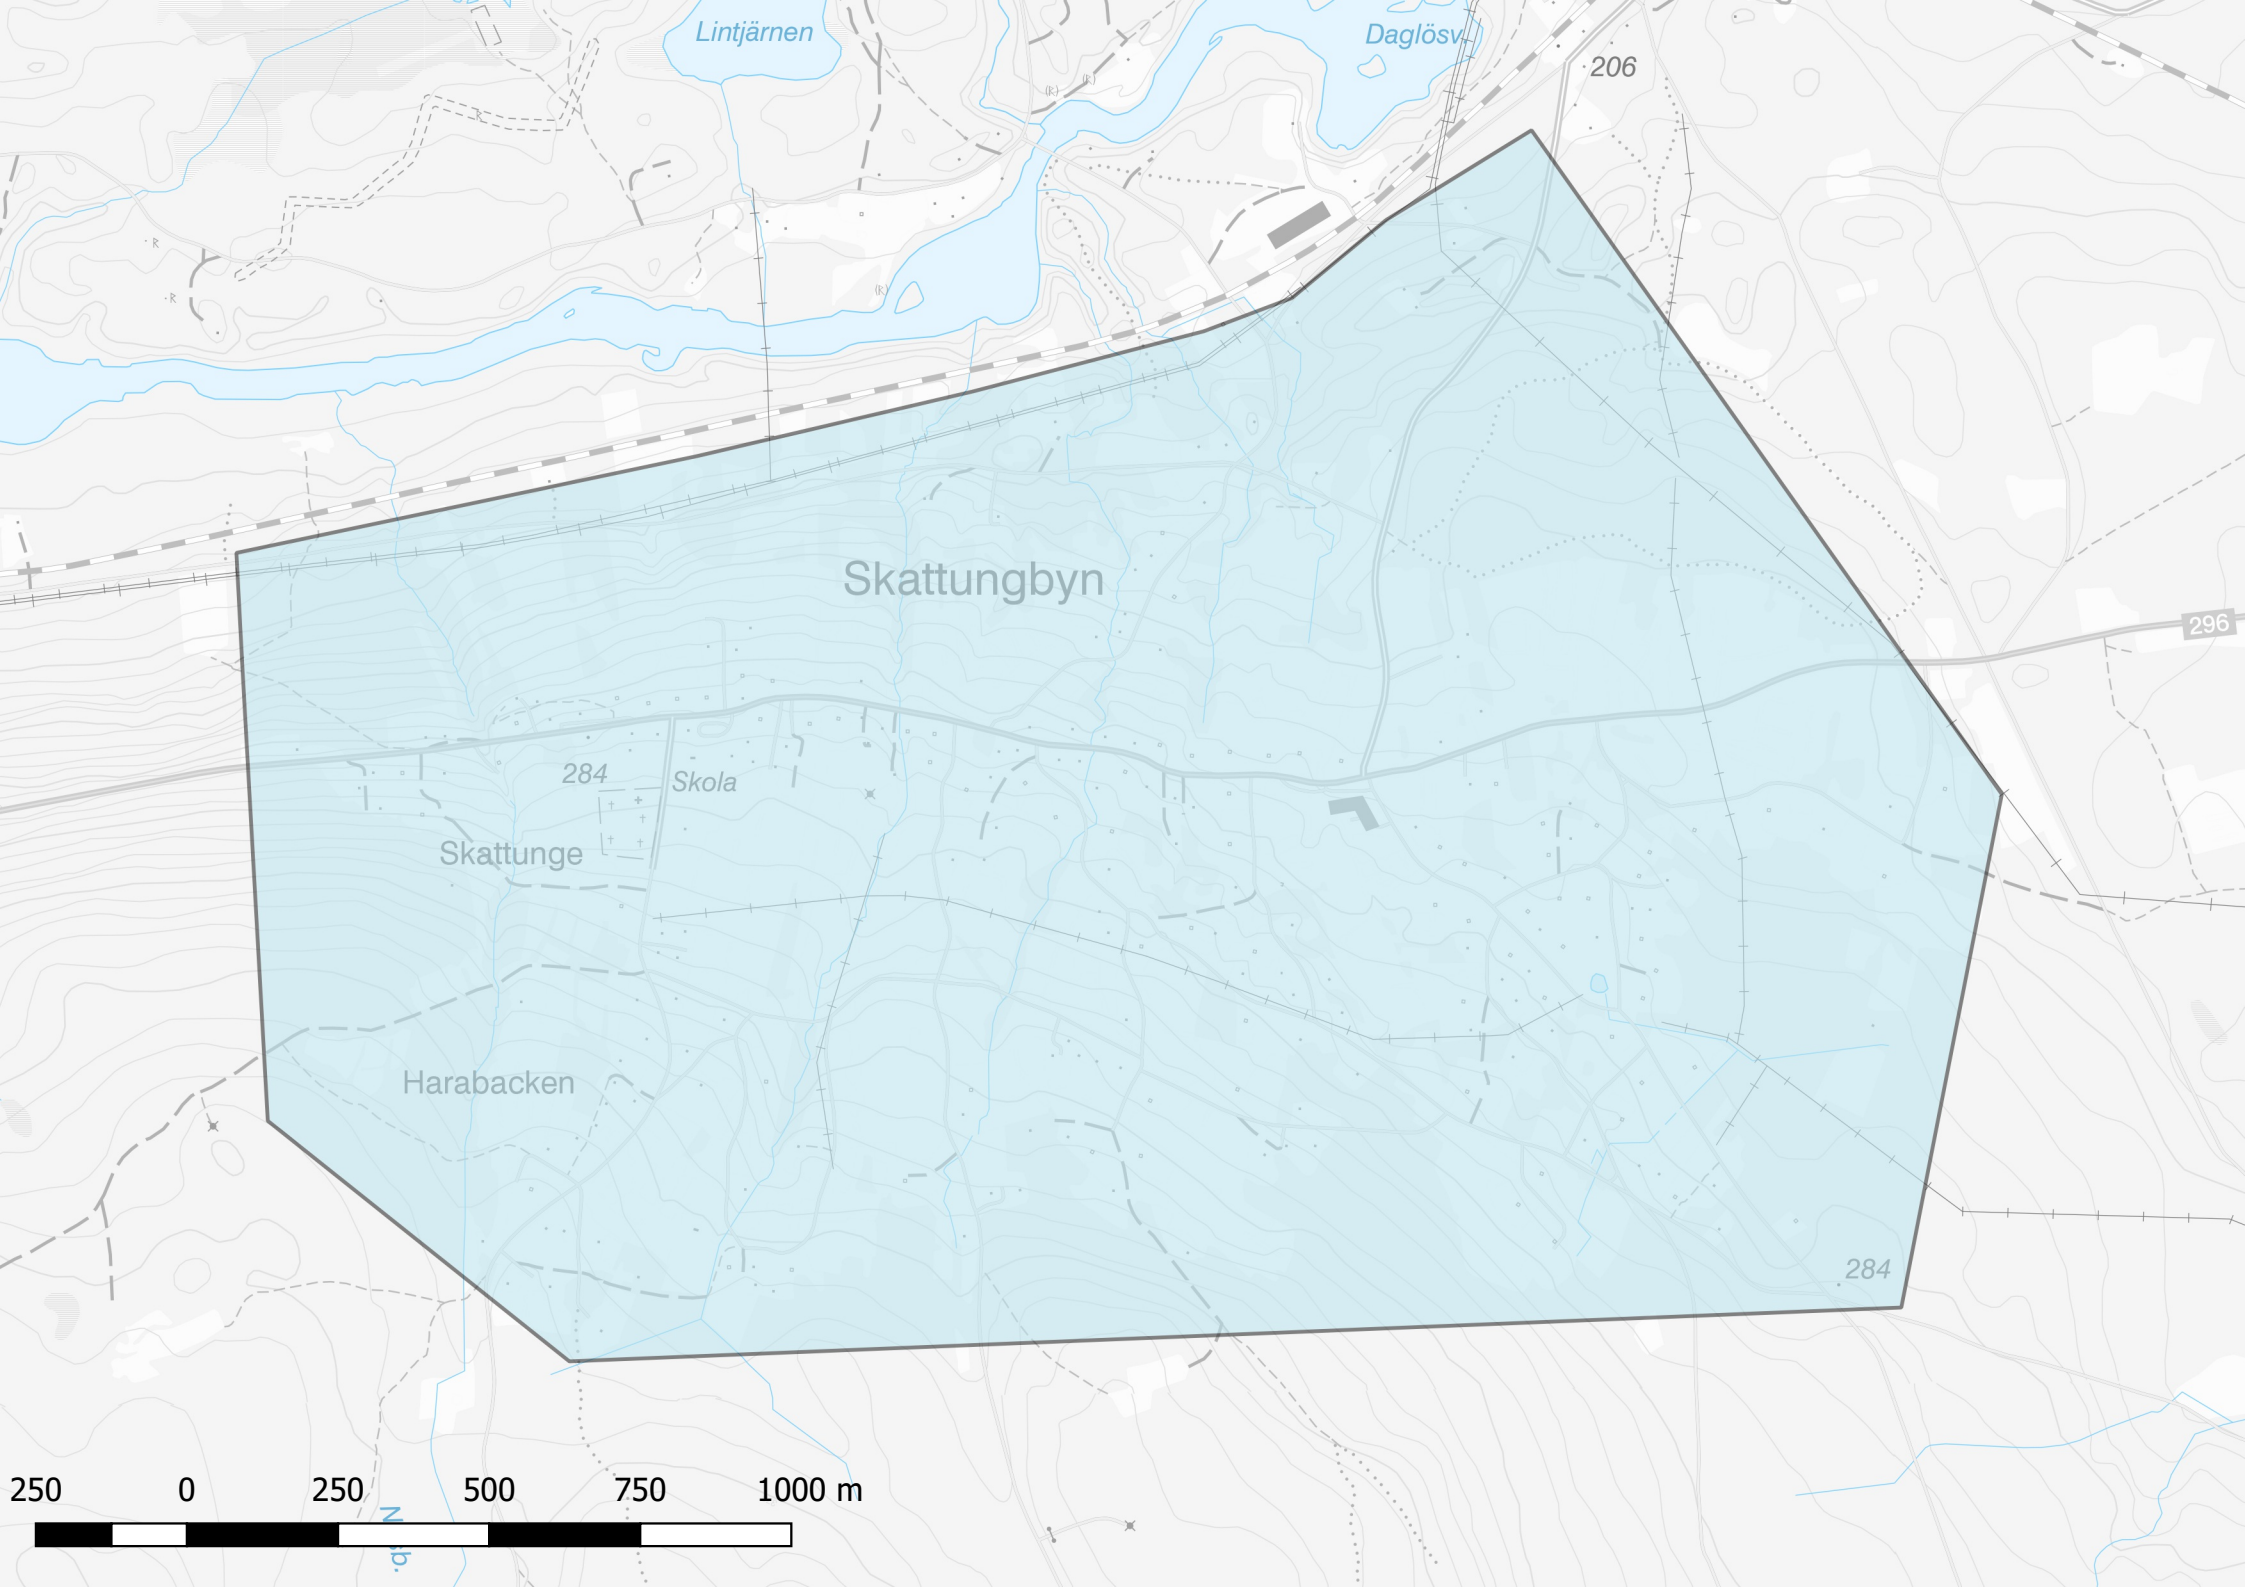 Lintjärnen
Daglösv
206
(R)
(R)
R
R
R
(R)
Skattungbyn
296
284
Skola
Skattunge
Harabacken
284
250 0 250 500 750 1000 m